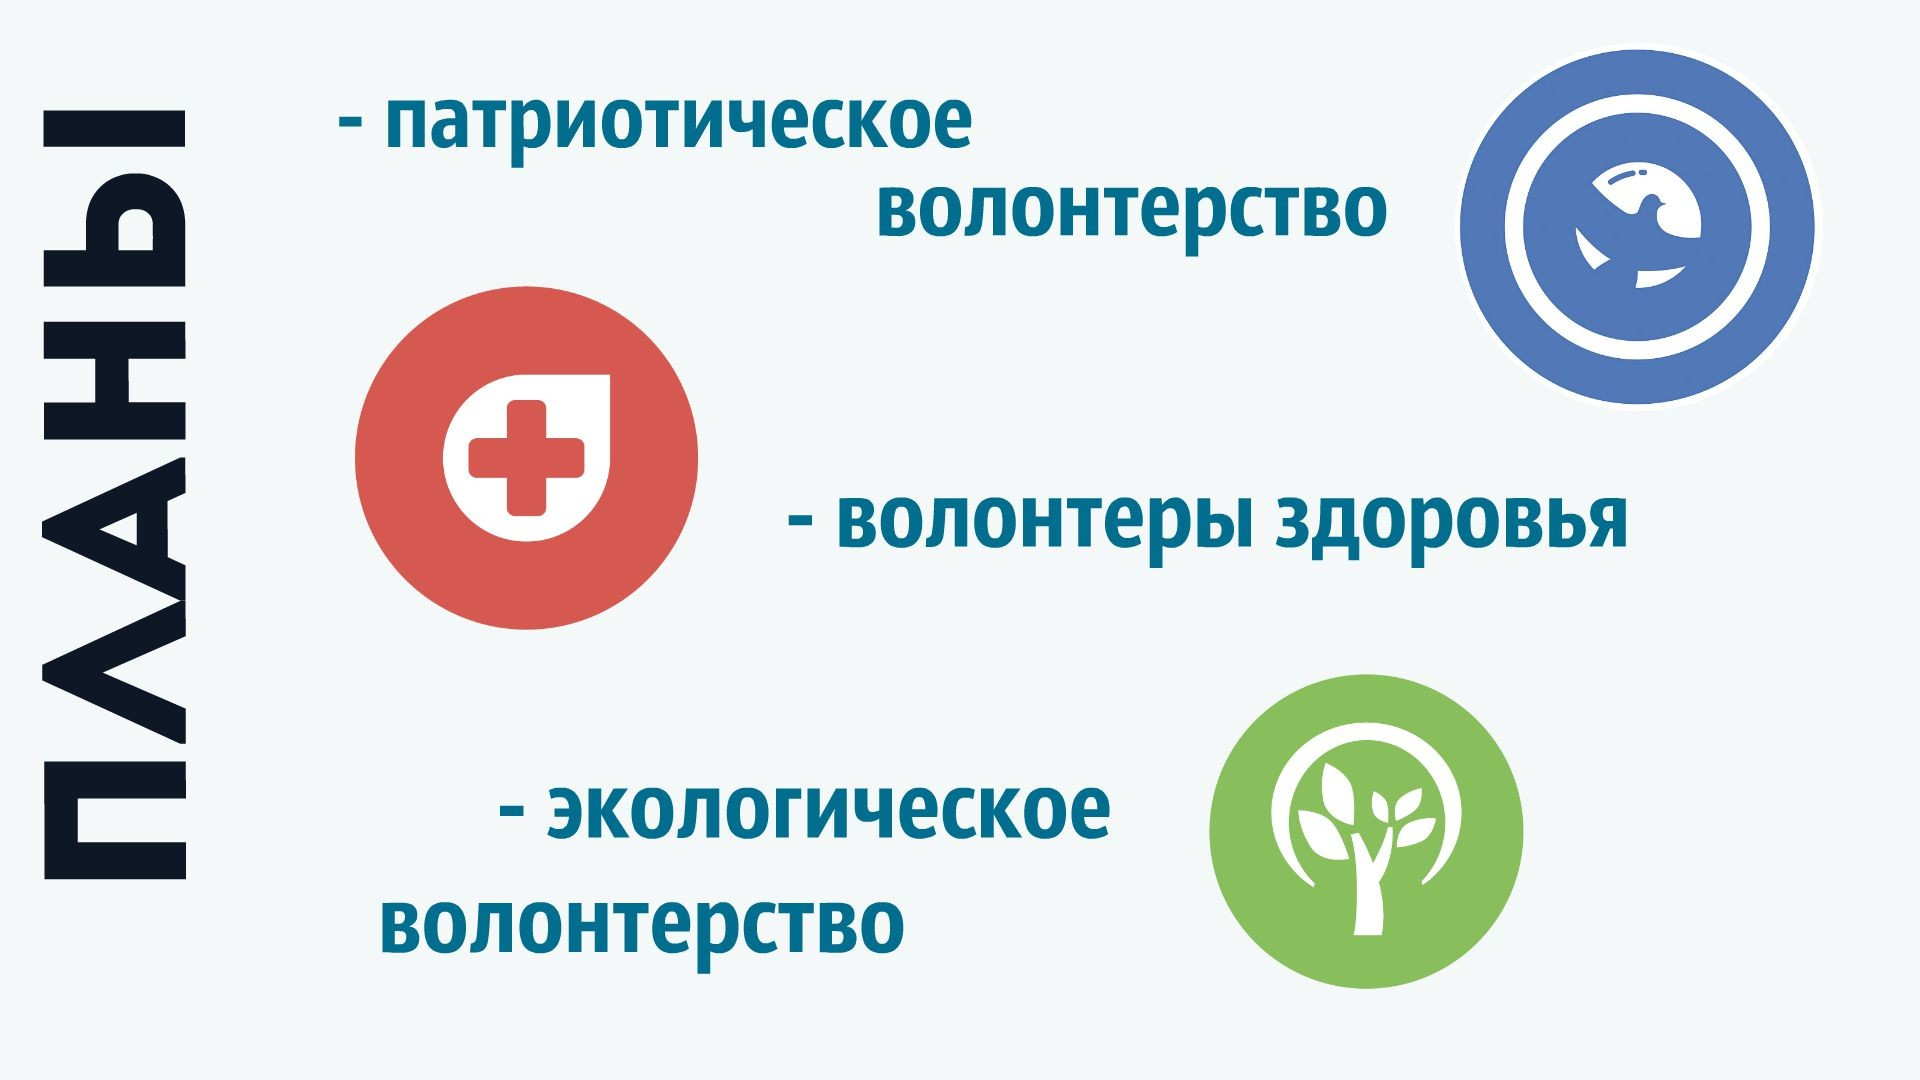 ПЛАНЫ
- патриотическое
волонтерство
- волонтеры здоровья
- экологическое
волонтерство